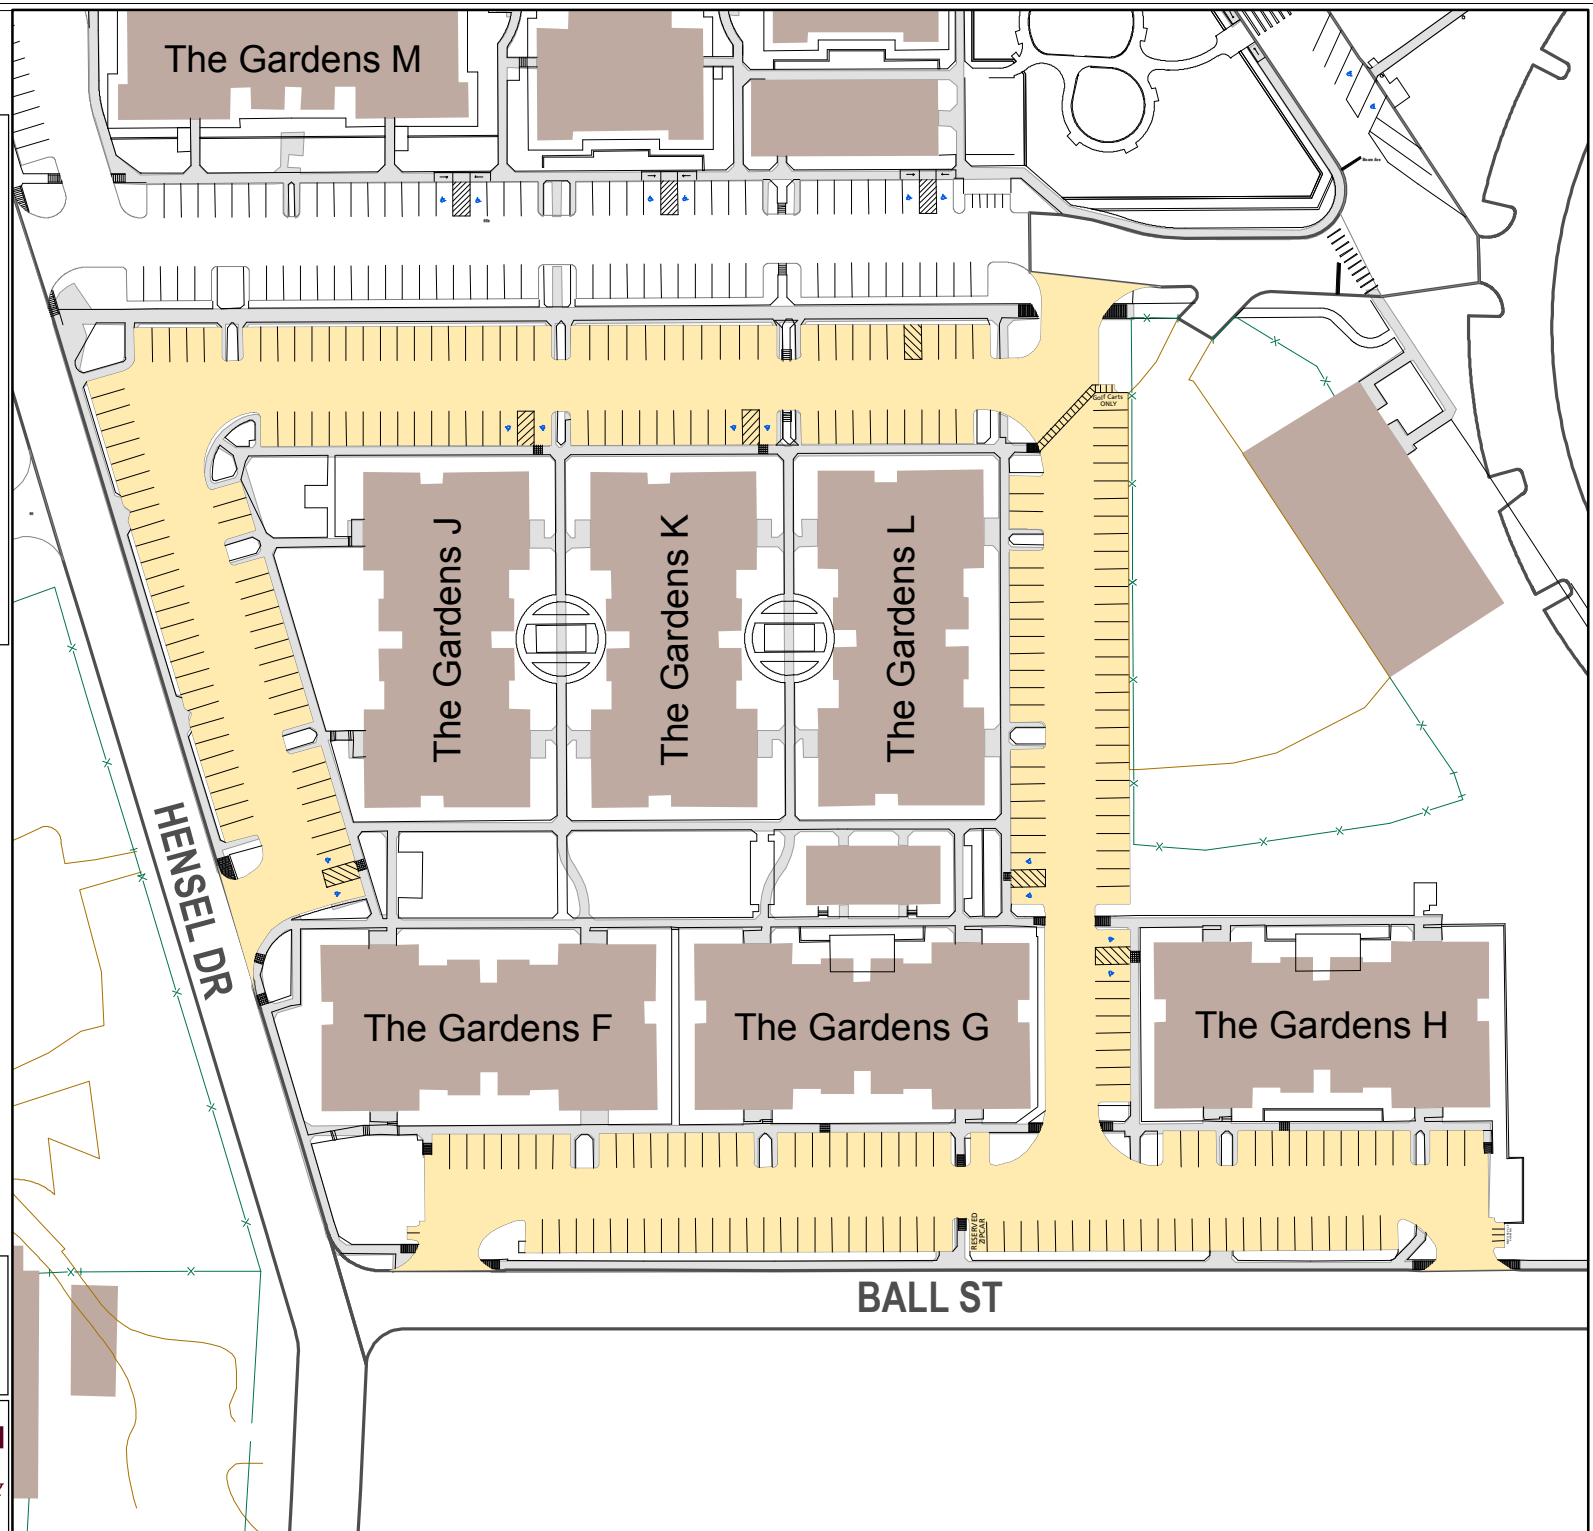 The Gardens M
Golf Carts
ONLY
The Gardens J
The Gardens K
The Gardens L
HENSEL DR
The Gardens F
The Gardens G
The Gardens H
RESERVED
ZIPCAR
BALL ST